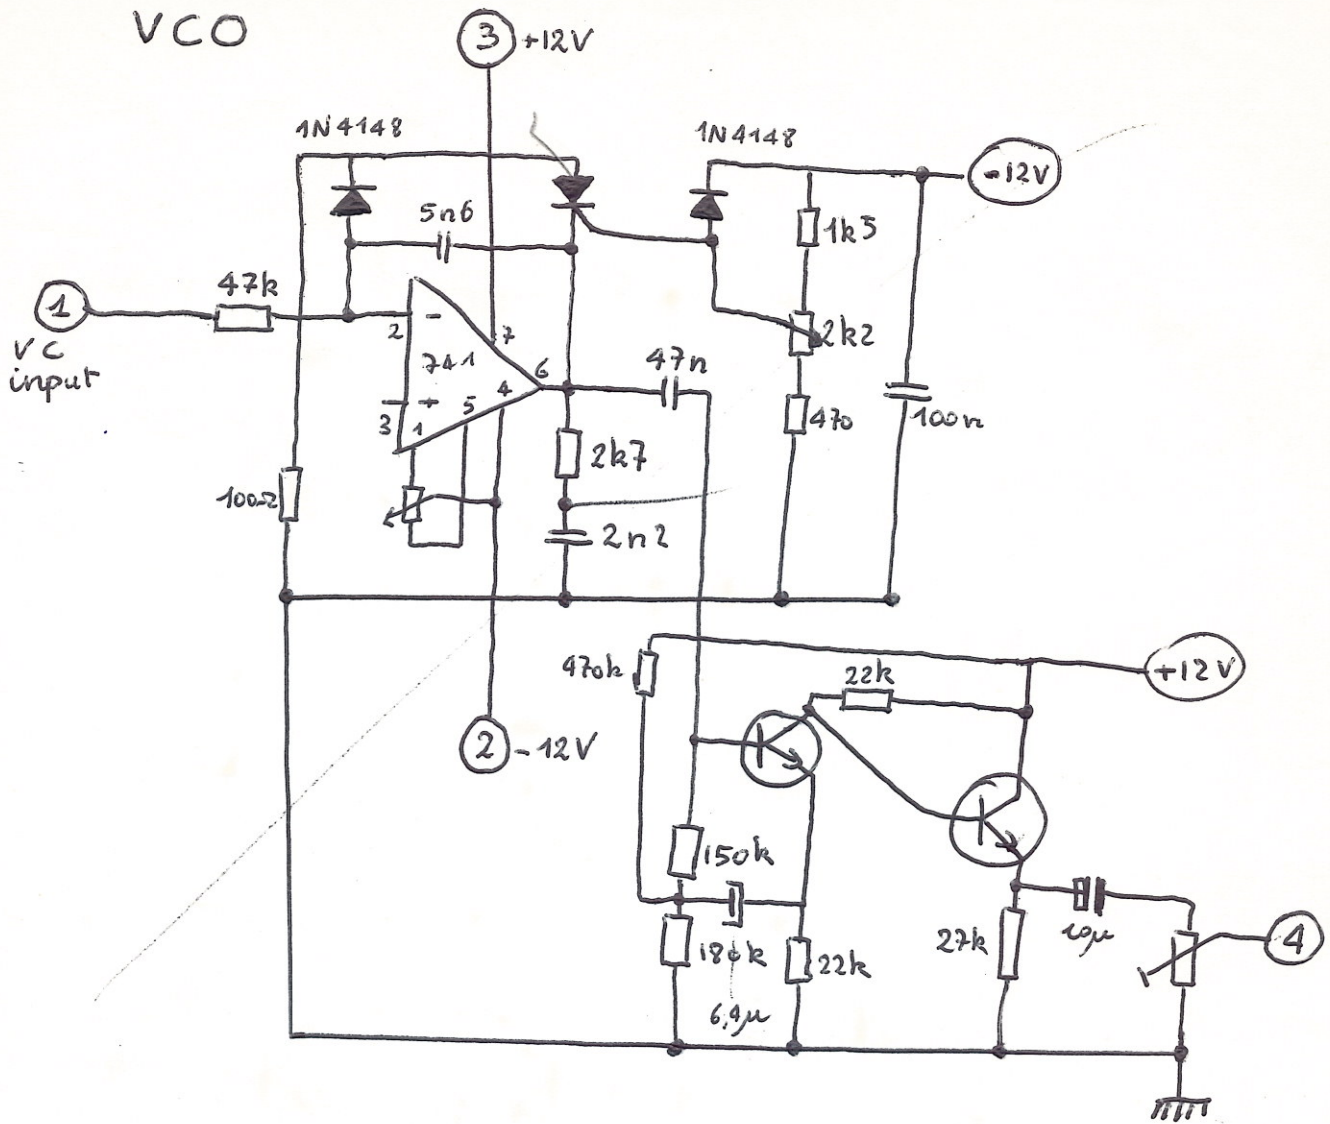 VCO
3 +12V
1N4148
1N4148
-12V
5n6
1k5
47k
1
VC
input
2 -
7
741
6
47n
2k2
3 +
1
5
4
470
100n
2k7
100Ω
2n2
470k
22k
+12V
2 -12V
150k
180k
22k
27k
10μ
4
6,4μ